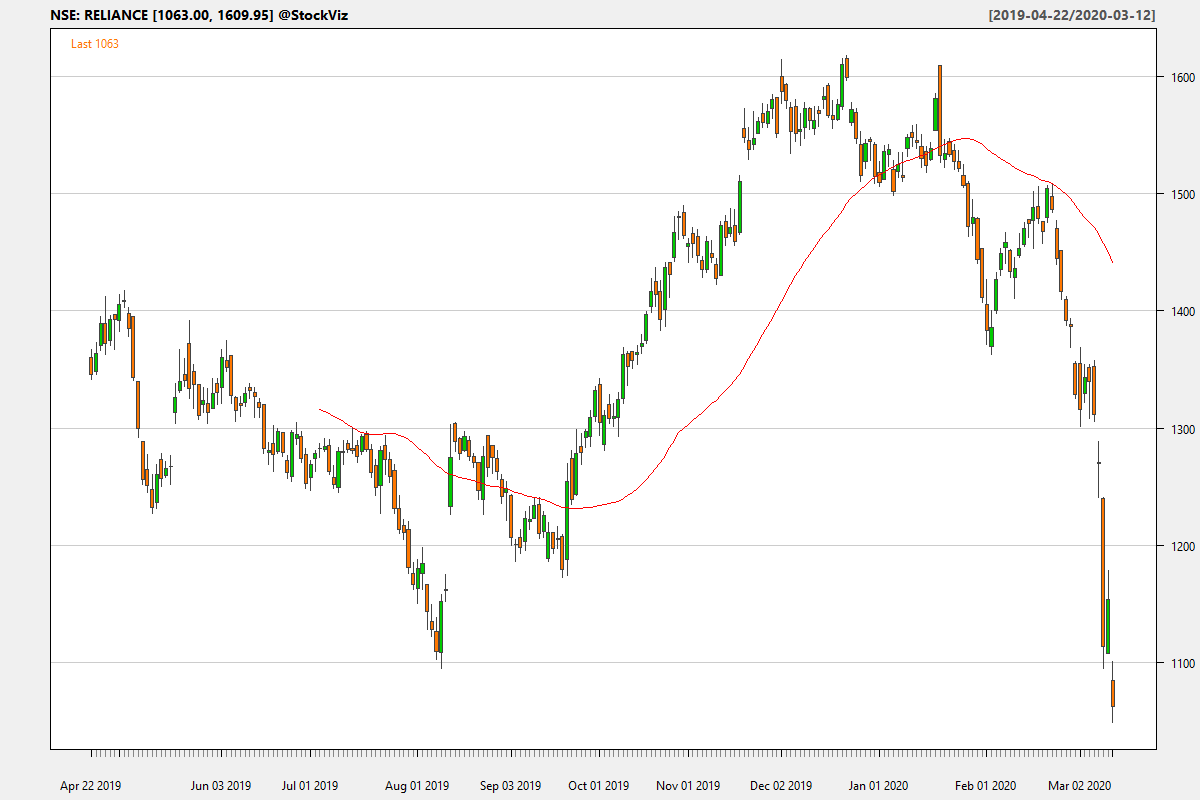 NSE: RELIANCE [1063.00, 1609.95] @StockViz [2019-04-22/2020-03-12]
Last 1063
1600
1500
1400
1300
1200
1100
Apr 22 2019 Jun 03 2019 Jul 01 2019 Aug 01 2019 Sep 03 2019 Oct 01 2019 Nov 01 2019 Dec 02 2019 Jan 01 2020 Feb 01 2020 Mar 02 2020